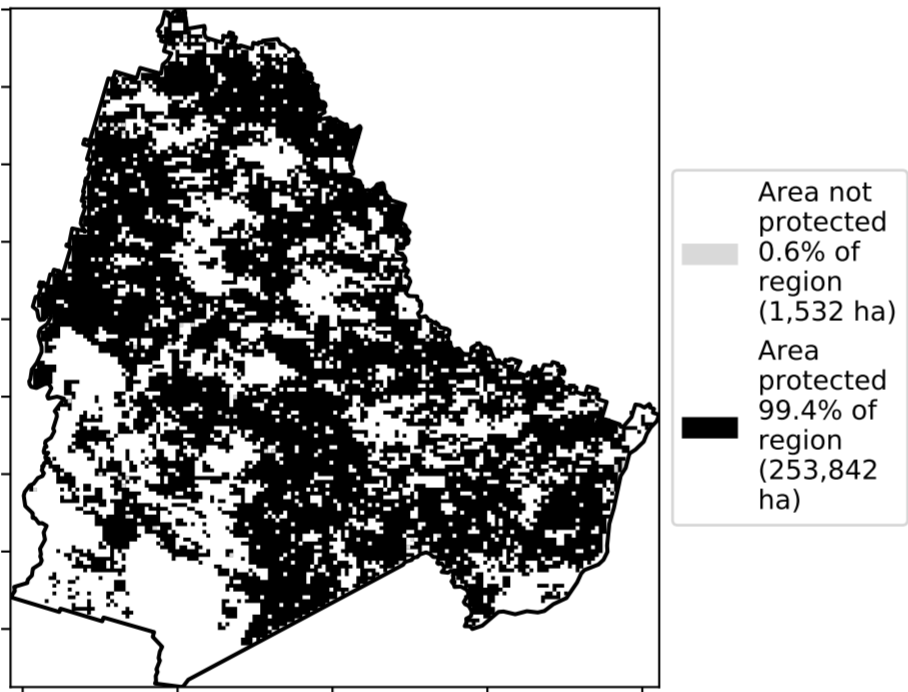 Area not
protected
0.6% of
region
(1,532 ha)
Area
protected
99.4% of
region
(253,842
ha)